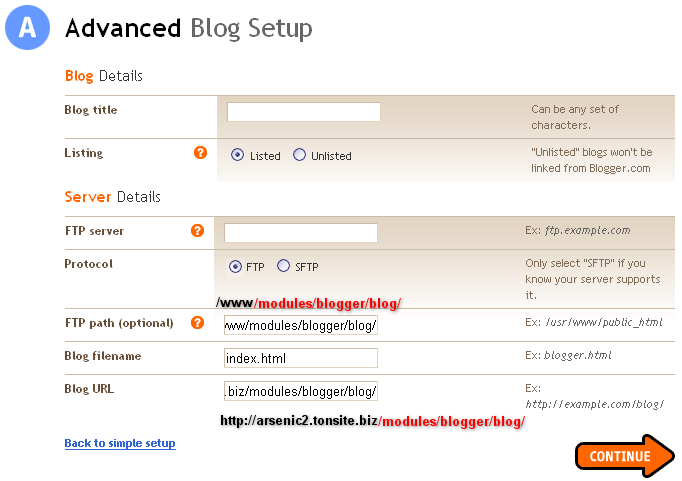 A Advanced Blog Setup
Blog Details
Blog title
Can be any set of
characters.
Listing ? Listed Unlisted
"Unlisted" blogs won't be
linked from Blogger.com
Server Details
FTP server ? Ex: ftp.example.com
Protocol FTP SFTP
Only select "SFTP" if you
know your server supports
it.
/www/modules/blogger/blog/
FTP path (optional) ? www/modules/blogger/blog/ Ex: /usr/www/public_html
Blog filename index.html Ex: blogger.html
Blog URL .biz/modules/blogger/blog/ Ex:
http://example.com/blog/
http://arsenic2.tonsite.biz/modules/blogger/blog/
Back to simple setup
CONTINUE